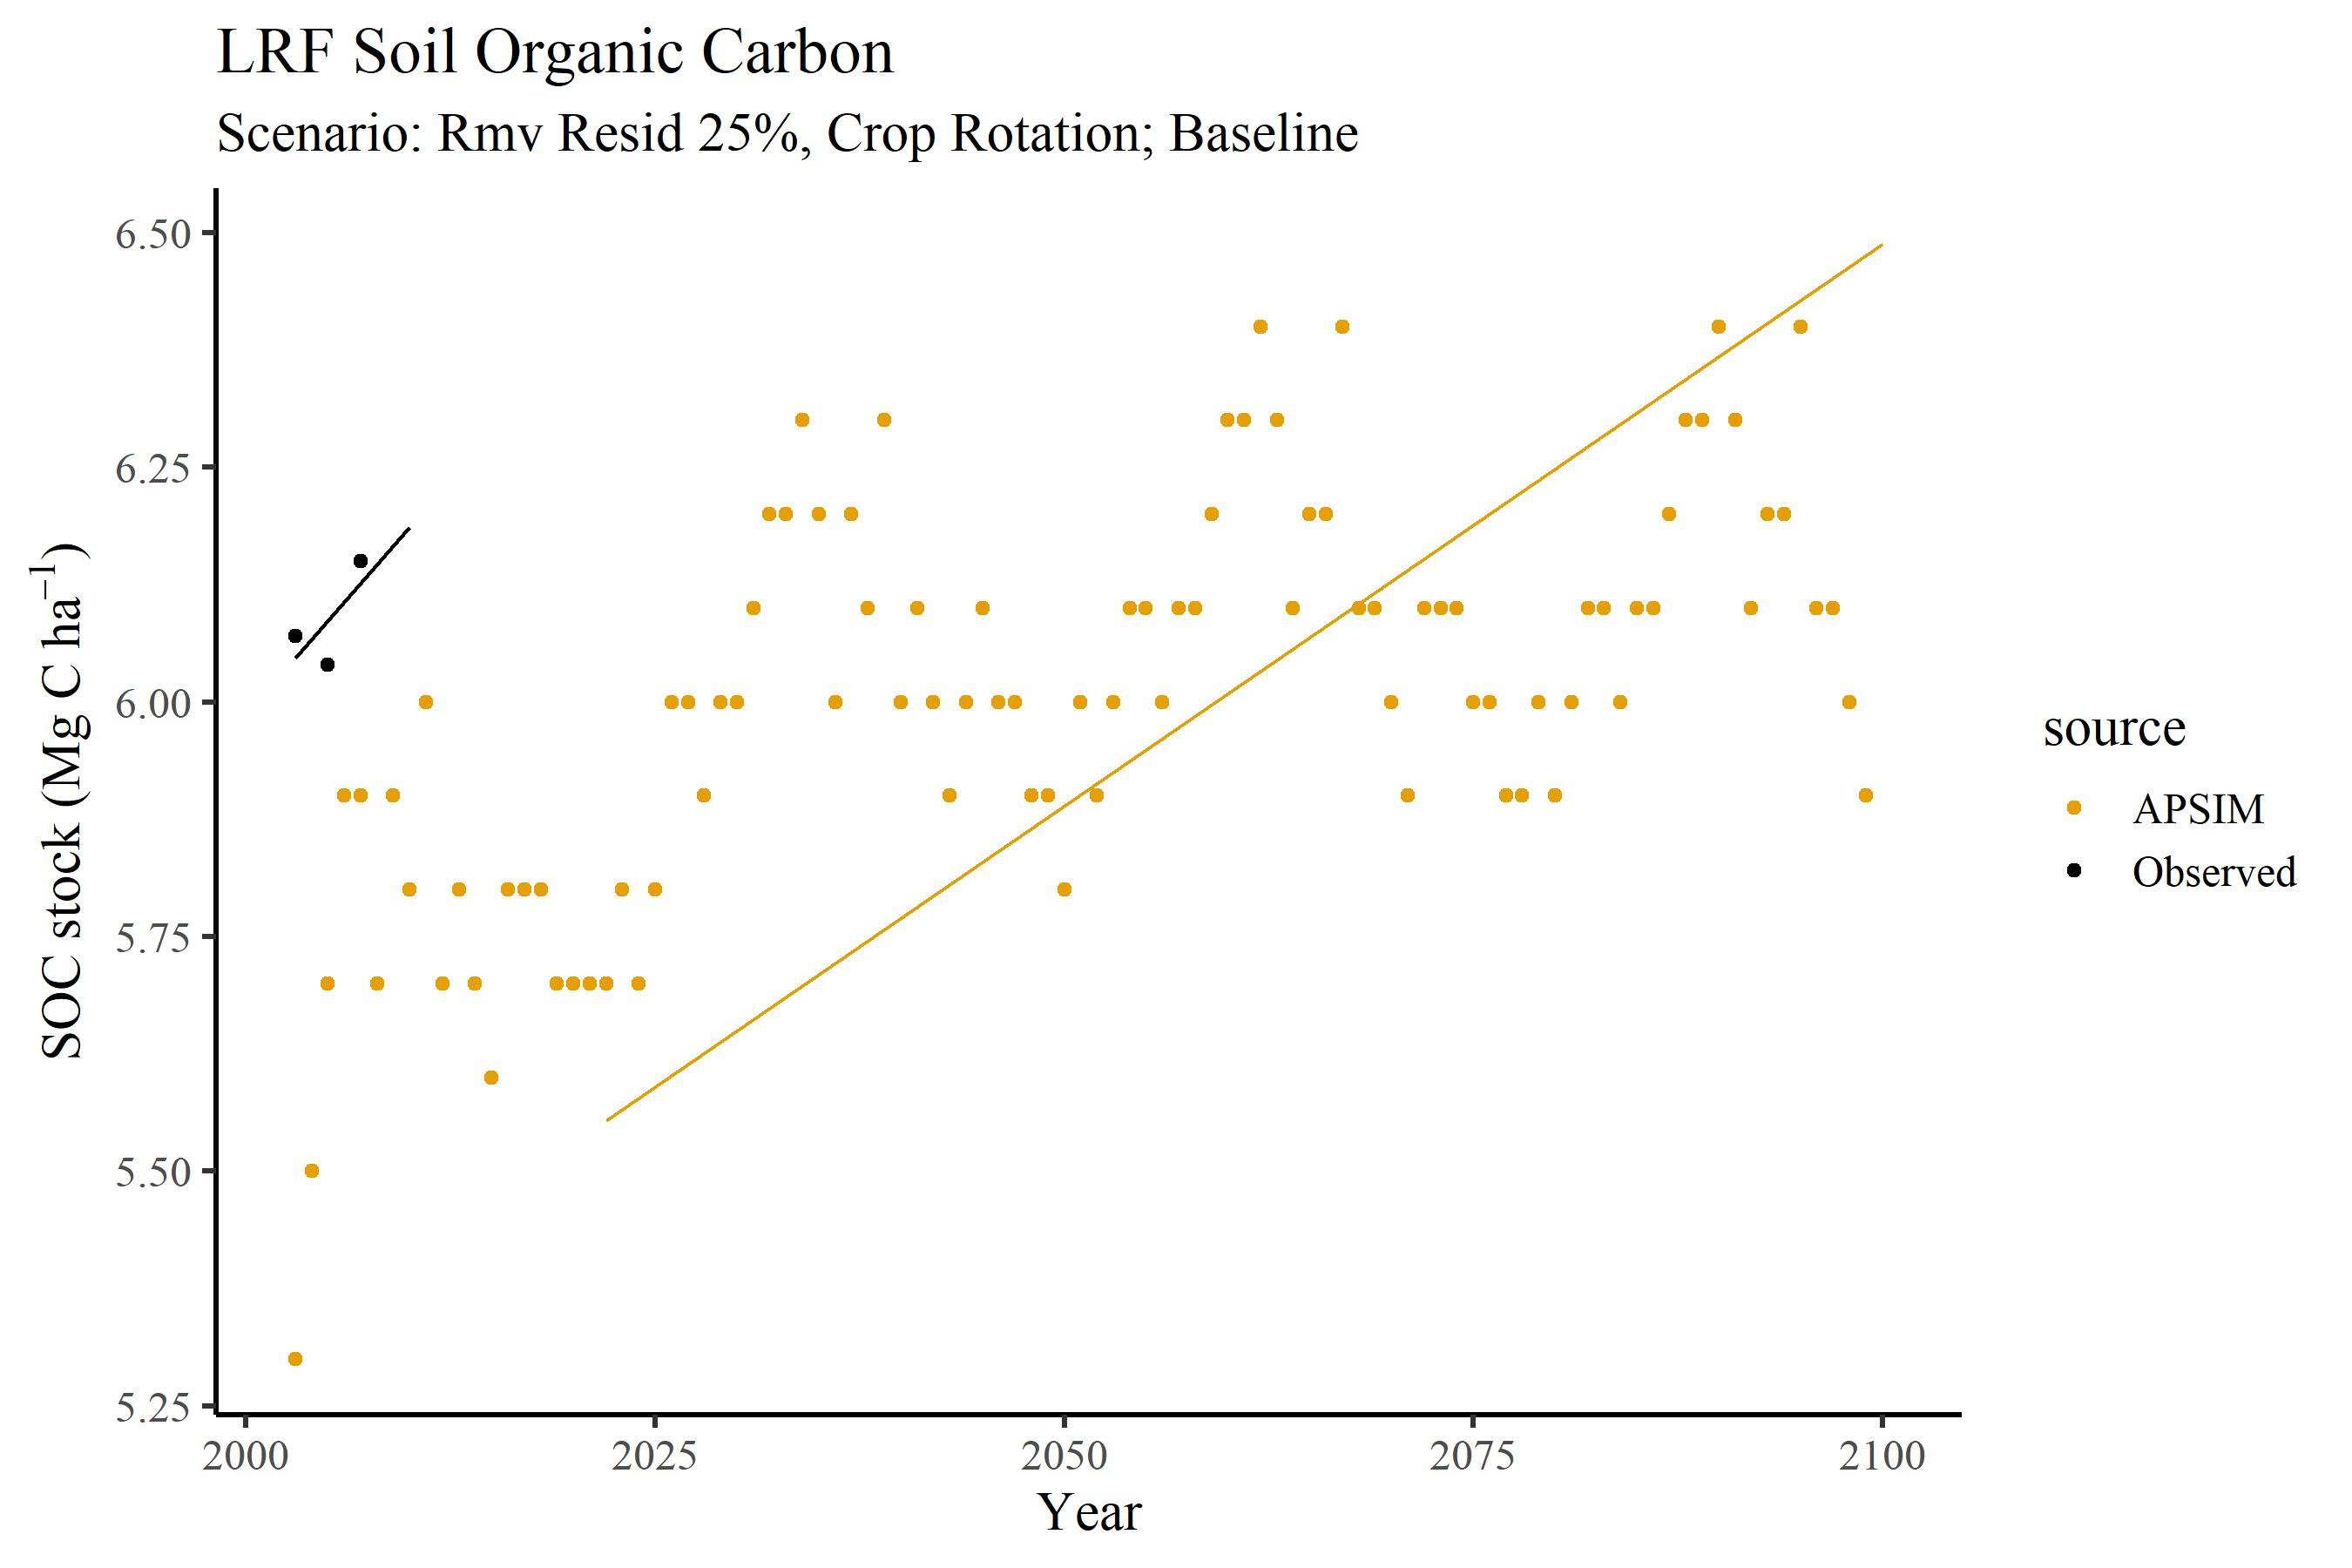 LRF Soil Organic Carbon
Scenario: Rmv Resid 25%, Crop Rotation; Baseline
SOC stock (Mg C ha⁻¹)
6.50
6.25
6.00
5.75
5.50
5.25
2000
2025
2050
2075
2100
Year
source
APSIM
Observed